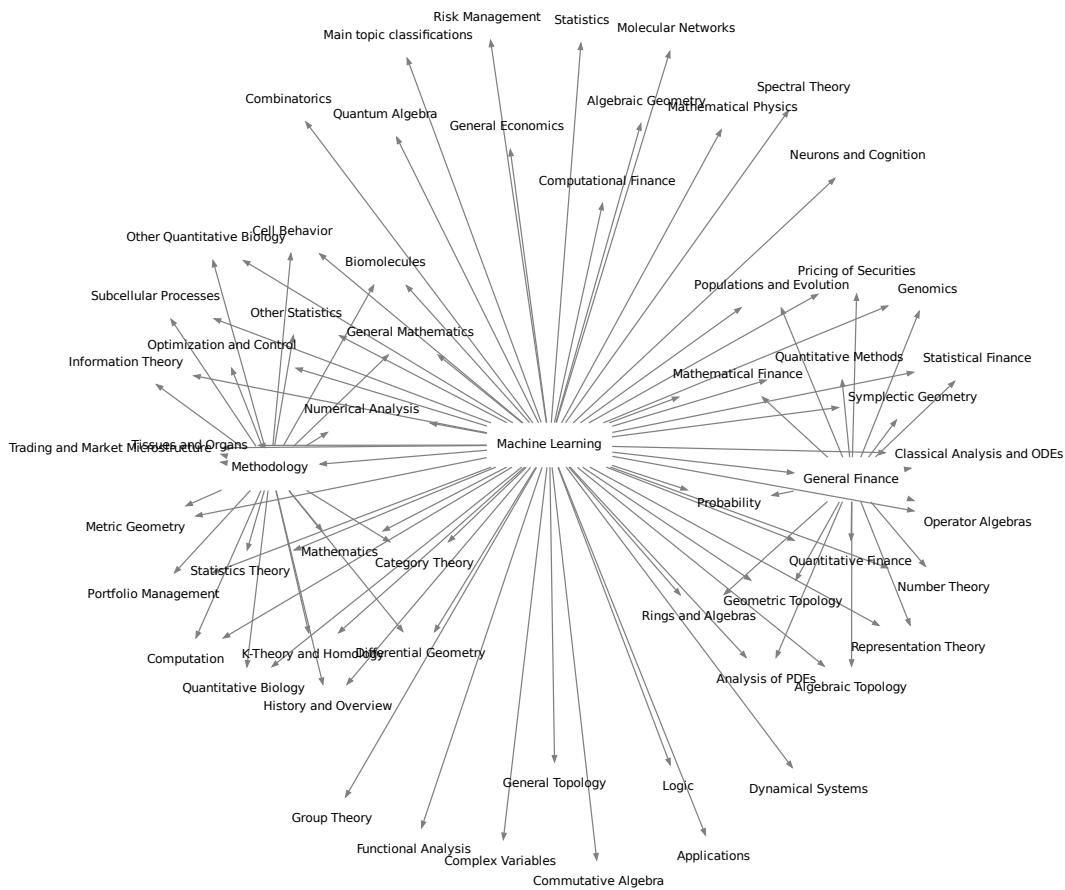 Risk Management
Statistics
Molecular Networks
Main topic classifications
Spectral Theory
Combinatorics
Algebraic Geometry
Mathematical Physics
Quantum Algebra
General Economics
Neurons and Cognition
Computational Finance
Cell Behavior
Other Quantitative Biology
Biomolecules
Pricing of Securities
Populations and Evolution
Genomics
Subcellular Processes
Other Statistics
General Mathematics
Optimization and Control
Quantitative Methods
Statistical Finance
Information Theory
Mathematical Finance
Symplectic Geometry
Numerical Analysis
Machine Learning
Tissues and Organs
Trading and Market Microstructure
Classical Analysis and ODEs
Methodology
General Finance
Probability
Metric Geometry
Operator Algebras
Mathematics
Category Theory
Quantitative Finance
Statistics Theory
Number Theory
Portfolio Management
Geometric Topology
Rings and Algebras
Representation Theory
Computation
K-Theory and Homology
Differential Geometry
Analysis of PDEs
Quantitative Biology
Algebraic Topology
History and Overview
General Topology
Logic
Dynamical Systems
Group Theory
Functional Analysis
Complex Variables
Applications
Commutative Algebra